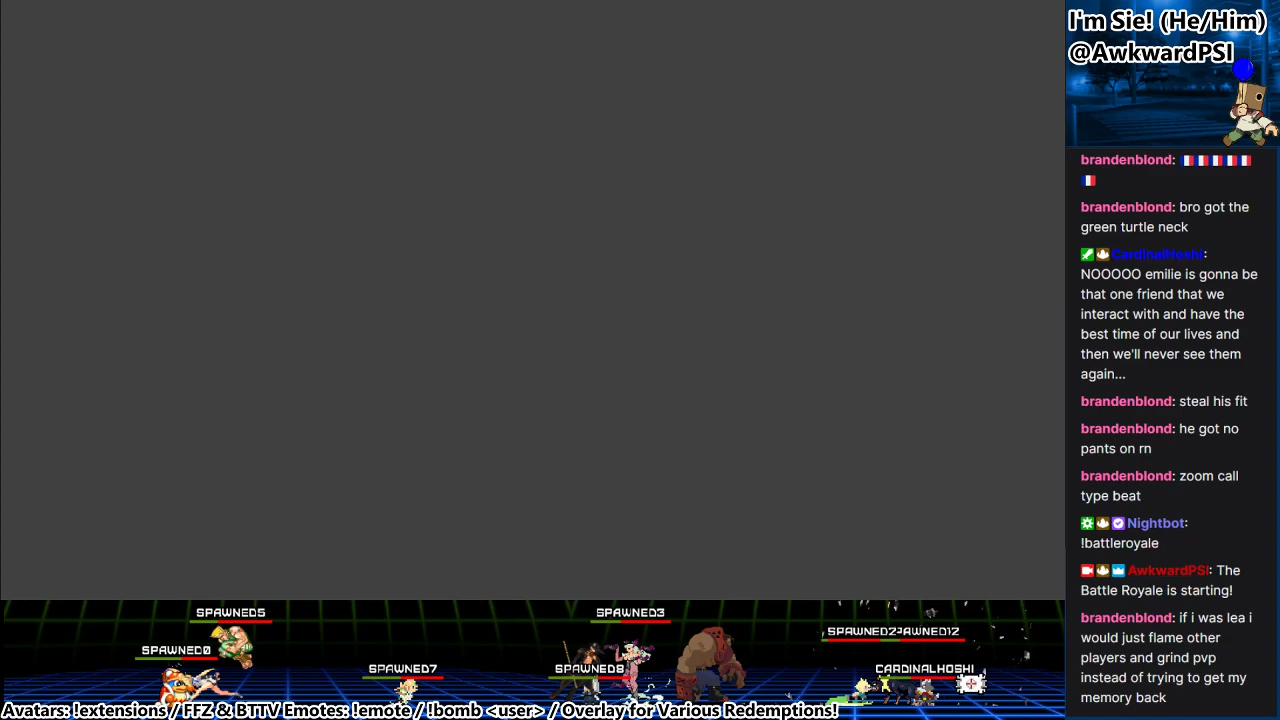 I'm Sie! (He/Him)
@AwkwardPSI
brandenblond:
brandenblond: bro got the
green turtle neck
CardinalHoshi:
NOOOOO emilie is gonna be
that one friend that we
interact with and have the
best time of our lives and
then we'll never see them
again...
brandenblond: steal his fit
brandenblond: he got no
pants on rn
brandenblond: zoom call
type beat
Nightbot:
!battleroyale
AwkwardPSI: The
Battle Royale is starting!
brandenblond: if i was lea i
would just flame other
players and grind pvp
instead of trying to get my
memory back
SPAWNED5
SPAWNED3
SPAWNED0
SPAWNED7
SPAWNED8
CARDINALHOSHI
Avatars: !extensions / FFZ & BTTV Emotes: !emote / !bomb <user> / Overlay for Various Redemptions!